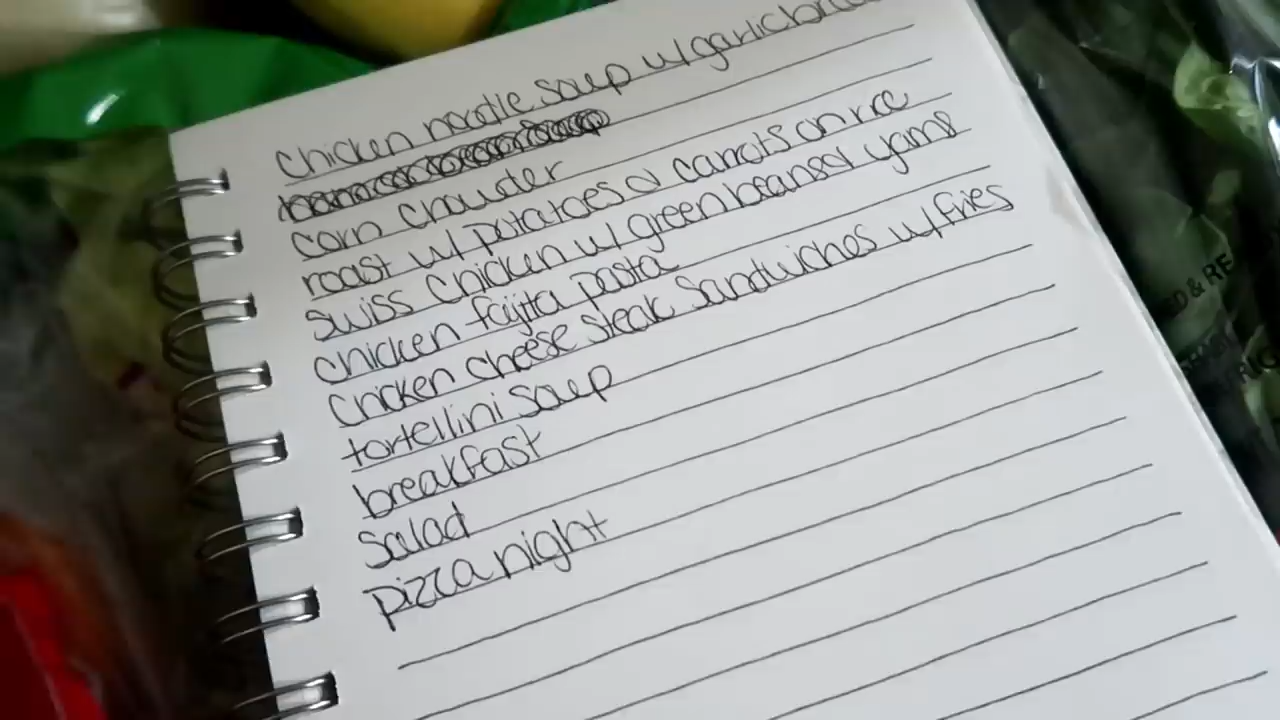 chicken noodle soup w/ garlic bread
corn chowder
roast w/ potatoes & carrots on rice
swiss chicken w/ green beans & yams
chicken fajita pasta
chicken cheese steak sandwiches w/ fries
tortellini soup
breakfast
salad
pizza night